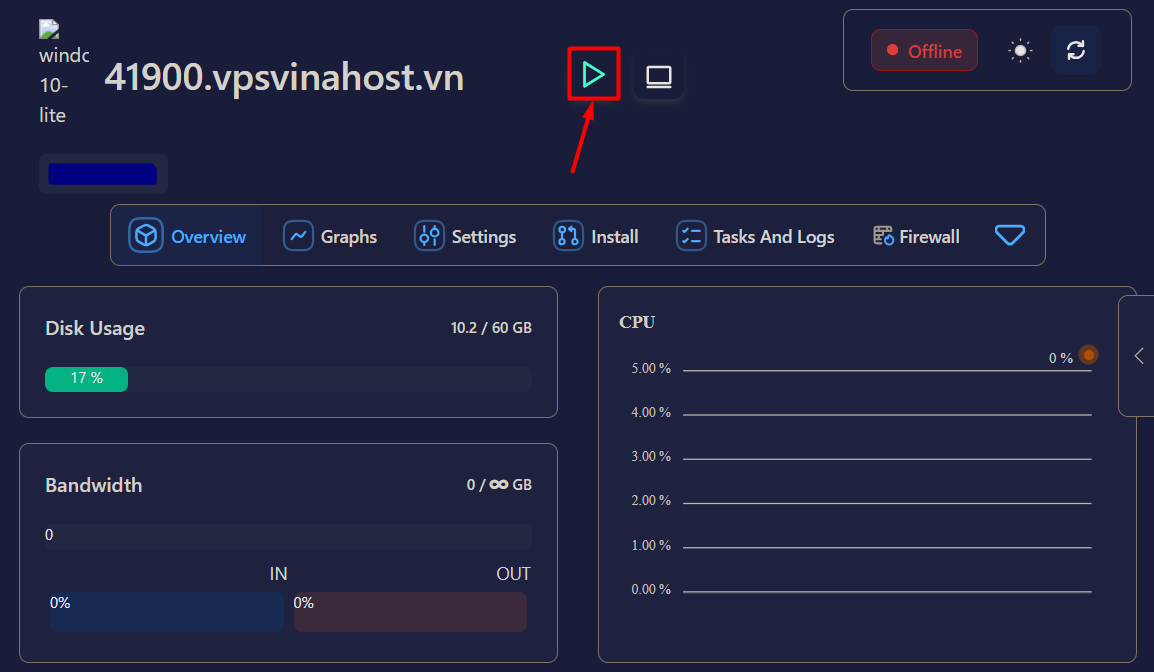 windo
10-
lite
41900.vpsvinahost.vn
Offline
Overview
Graphs
Settings
Install
Tasks And Logs
Firewall
Disk Usage
10.2 / 60 GB
17 %
Bandwidth
0 / ∞ GB
0
IN
OUT
0%
0%
CPU
0 %
5.00 %
4.00 %
3.00 %
2.00 %
1.00 %
0.00 %